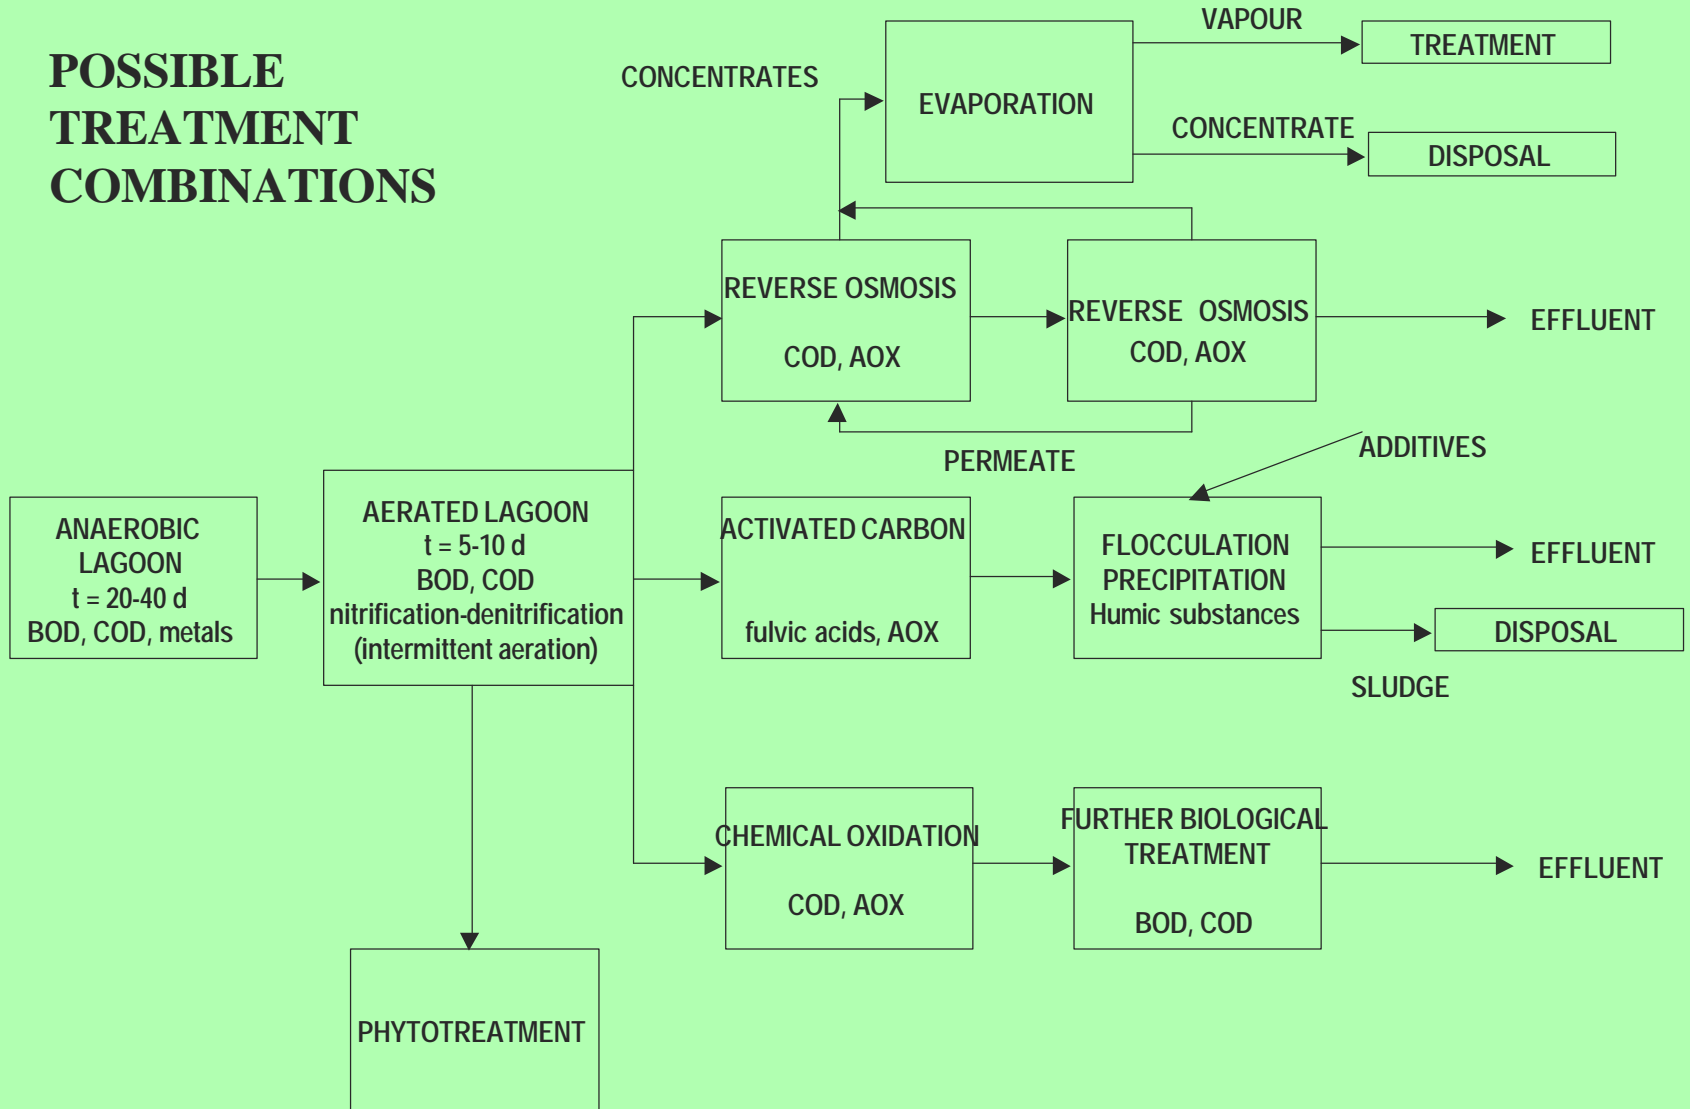 POSSIBLE
TREATMENT
COMBINATIONS
CONCENTRATES
EVAPORATION
VAPOUR
TREATMENT
CONCENTRATE
DISPOSAL
REVERSE OSMOSIS
COD, AOX
REVERSE OSMOSIS
COD, AOX
EFFLUENT
PERMEATE
ADDITIVES
ANAEROBIC
LAGOON
t = 20-40 d
BOD, COD, metals
AERATED LAGOON
t = 5-10 d
BOD, COD
nitrification-denitrification
(intermittent aeration)
ACTIVATED CARBON
fulvic acids, AOX
FLOCCULATION
PRECIPITATION
Humic substances
EFFLUENT
DISPOSAL
SLUDGE
CHEMICAL OXIDATION
COD, AOX
FURTHER BIOLOGICAL
TREATMENT
BOD, COD
EFFLUENT
PHYTOTREATMENT